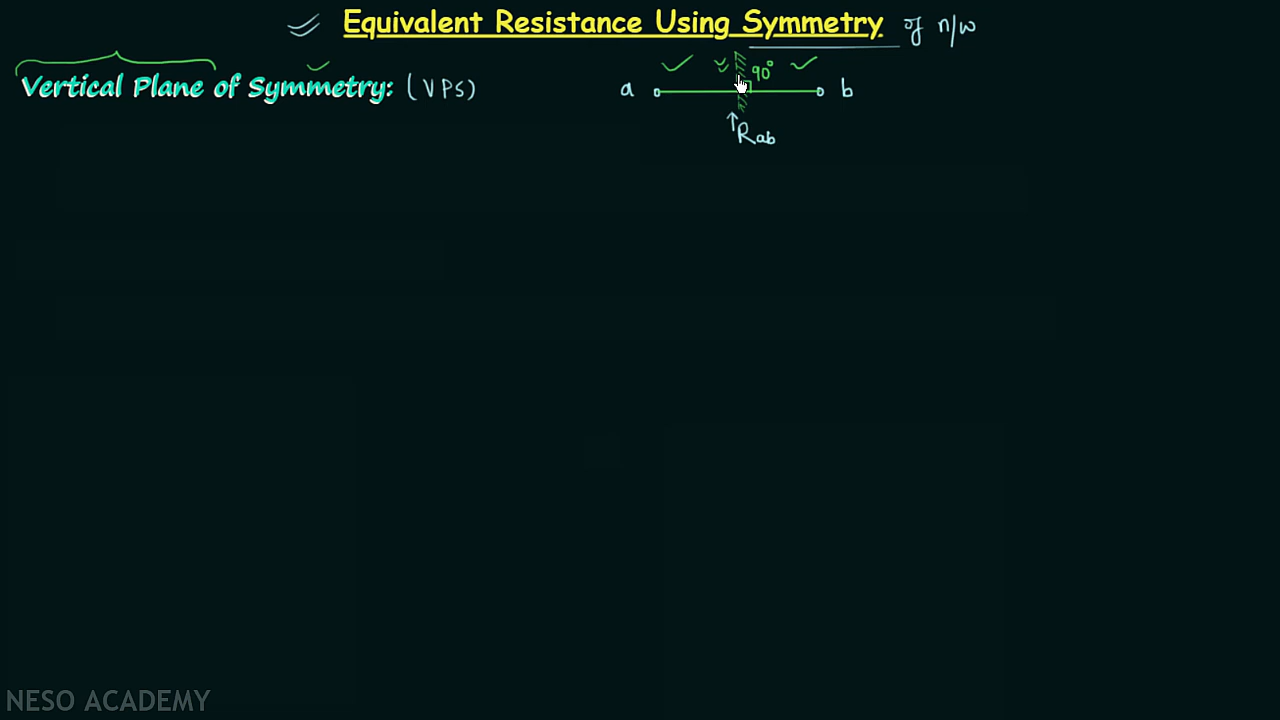 Equivalent Resistance Using Symmetry of n/w
Vertical Plane of Symmetry: (VPS)
90°
a b
Rab
NESO ACADEMY